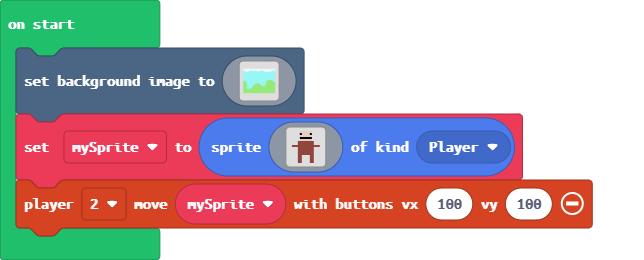 on start
set background image to
set mySprite to sprite of kind Player
player 2 move mySprite with buttons vx 100 vy 100